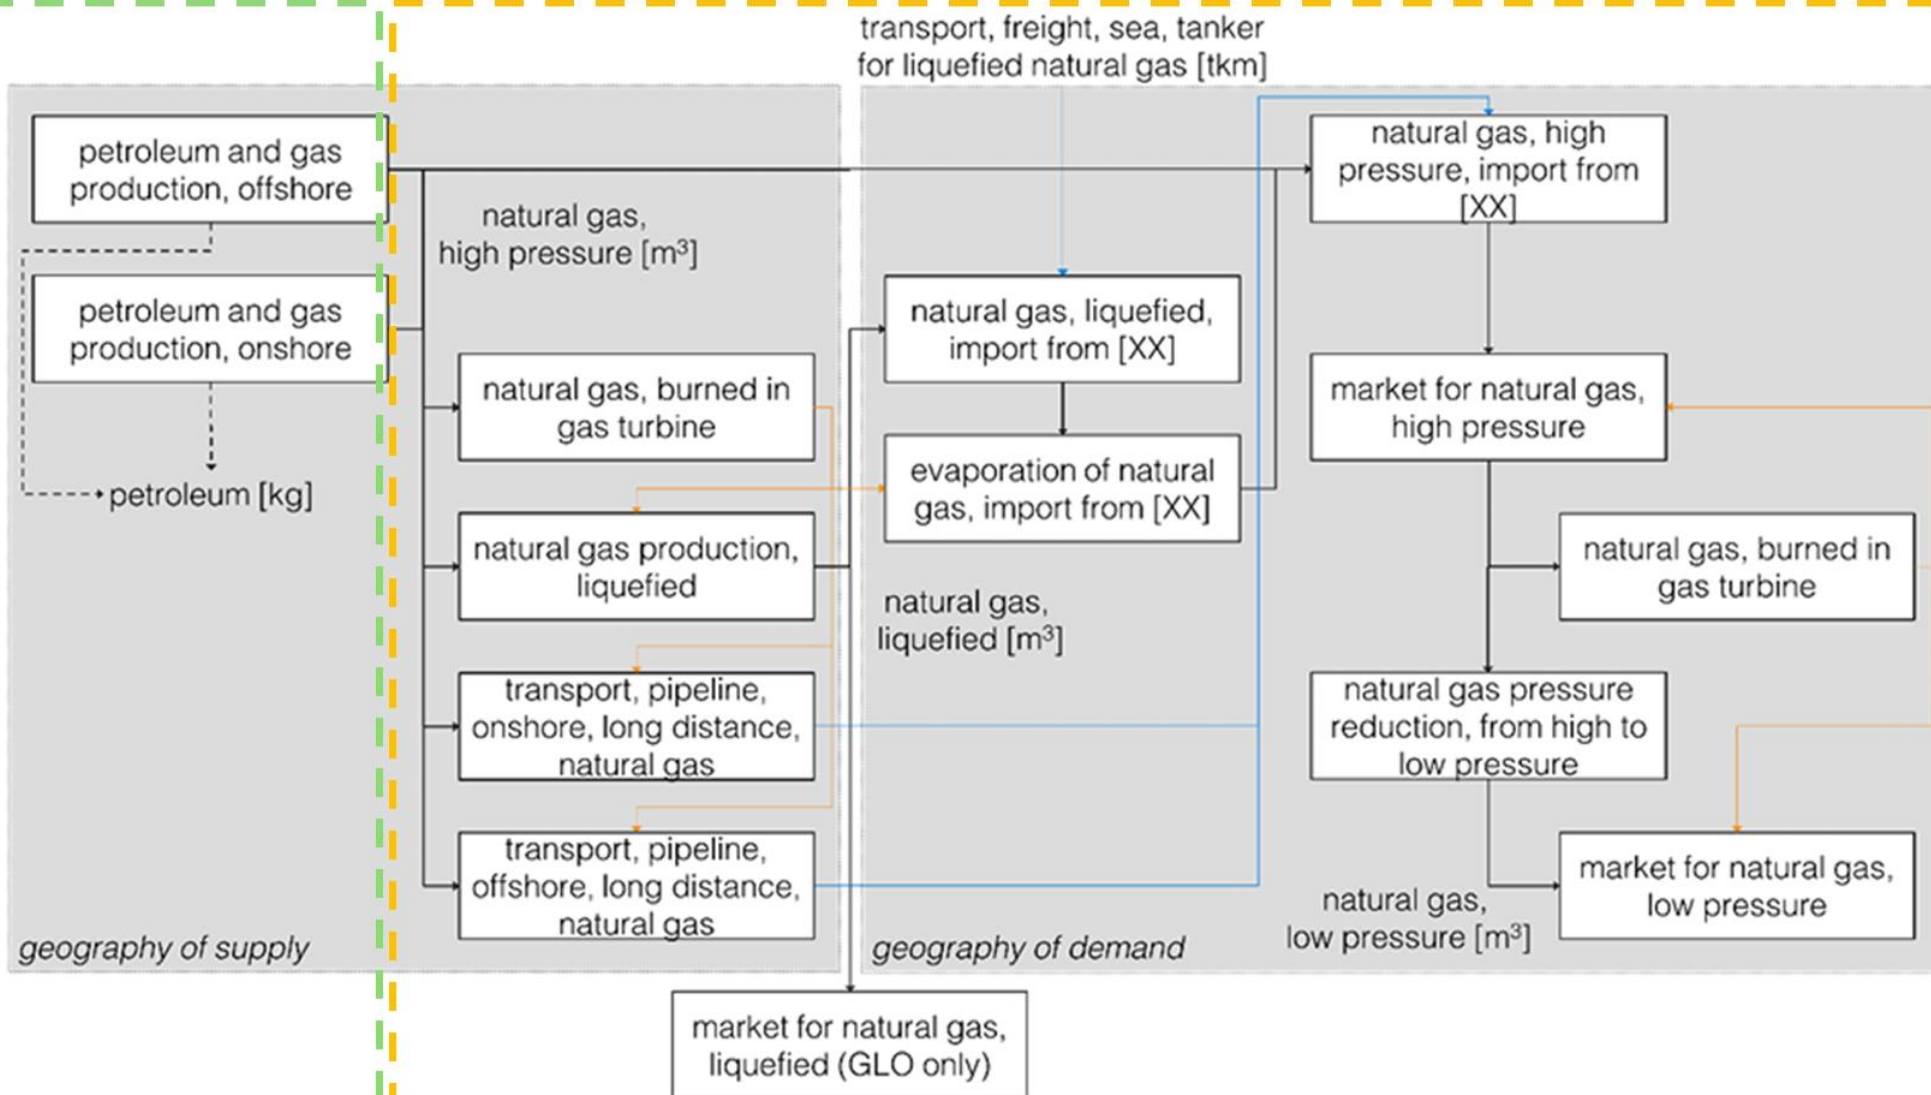 transport, freight, sea, tanker
for liquefied natural gas [tkm]
petroleum and gas
production, offshore
natural gas,
high pressure [m³]
natural gas, high
pressure, import from
[XX]
petroleum and gas
production, onshore
natural gas, liquefied,
import from [XX]
natural gas, burned in
gas turbine
market for natural gas,
high pressure
petroleum [kg]
evaporation of natural
gas, import from [XX]
natural gas production,
liquefied
natural gas, burned in
gas turbine
natural gas,
liquefied [m³]
transport, pipeline,
onshore, long distance,
natural gas
natural gas pressure
reduction, from high to
low pressure
transport, pipeline,
offshore, long distance,
natural gas
market for natural gas,
low pressure
natural gas,
low pressure [m³]
geography of supply
geography of demand
market for natural gas,
liquefied (GLO only)